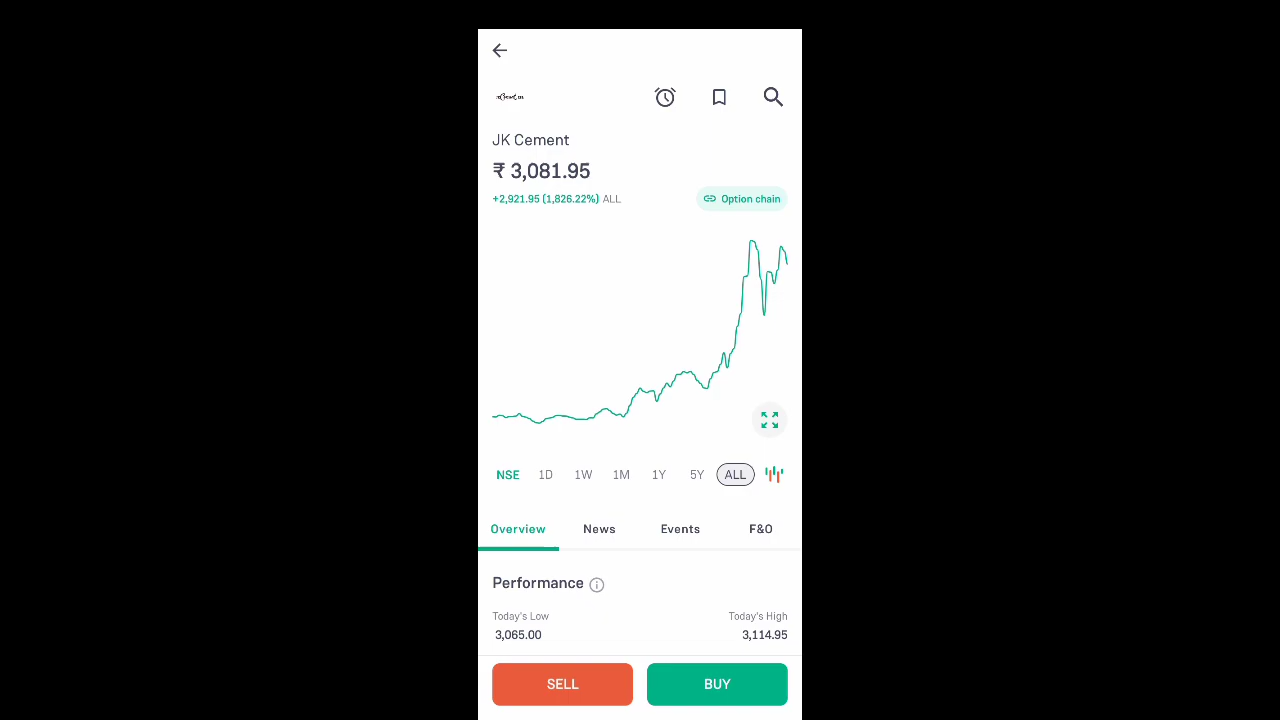 JK Cement
₹ 3,081.95
+2,921.95 (1,826.22%) ALL
Option chain
NSE 1D 1W 1M 1Y 5Y ALL
Overview News Events F&O
Performance
Today's Low Today's High
3,065.00 3,114.95
SELL BUY